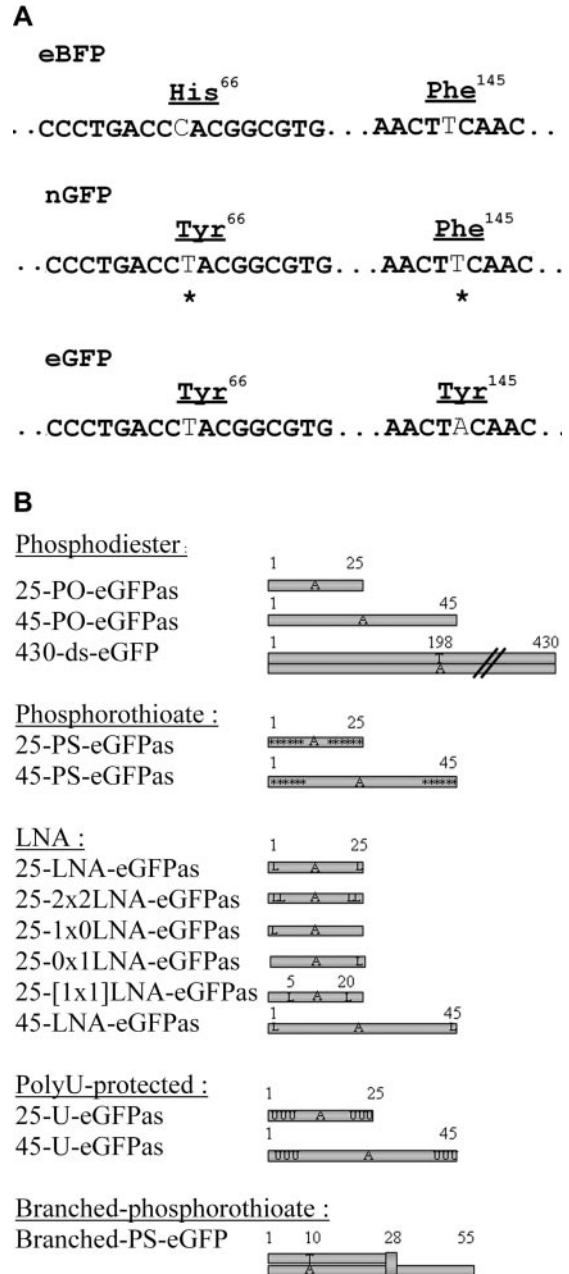 A
eBFP
His66 Phe145
··CCCTGACCCACGGCGTG...AACTTCAAC··
nGFP
Tyr66 Phe145
··CCCTGACCTACGGCGTG...AACTTCAAC..
* *
eGFP
Tyr66 Tyr145
··CCCTGACCTACGGCGTG...AACTACAAC..
B
Phosphodiester :
1 25
25-PO-eGFPas A
1 45
45-PO-eGFPas A
1 198 430
430-ds-eGFP T
A
Phosphorothioate :
1 25
25-PS-eGFPas ****** A ******
1 45
45-PS-eGFPas ****** A ******
LNA :
1 25
25-LNA-eGFPas L A L
25-2x2LNA-eGFPas LL A LL
25-1x0LNA-eGFPas L A
25-0x1LNA-eGFPas A L
5 20
25-[1x1]LNA-eGFPas L A L
1 45
45-LNA-eGFPas L A L
PolyU-protected :
1 25
25-U-eGFPas UUU A UUU
1 45
45-U-eGFPas UUU A UUU
Branched-phosphorothioate :
1 10 28 55
Branched-PS-eGFP T
A